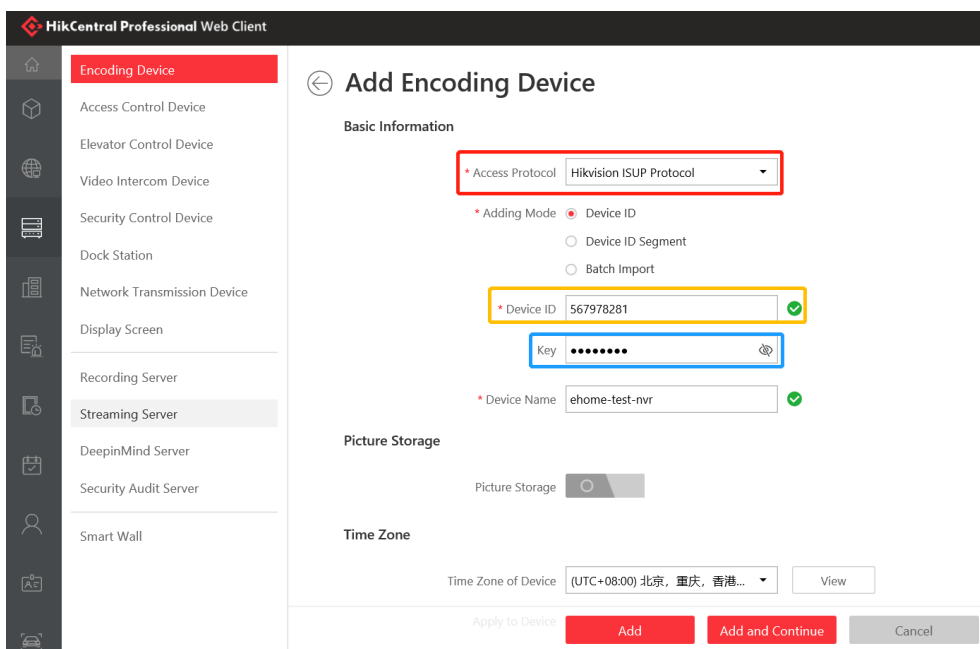 HikCentral Professional Web Client
Encoding Device
Access Control Device
Elevator Control Device
Video Intercom Device
Security Control Device
Dock Station
Network Transmission Device
Display Screen
Recording Server
Streaming Server
DeepinMind Server
Security Audit Server
Smart Wall
Add Encoding Device
Basic Information
* Access Protocol Hikvision ISUP Protocol
* Adding Mode Device ID
Device ID Segment
Batch Import
* Device ID 567978281
Key ••••••••
* Device Name ehome-test-nvr
Picture Storage
Picture Storage
Time Zone
Time Zone of Device (UTC+08:00) 北京，重庆，香港... View
Apply to Device
Add Add and Continue Cancel